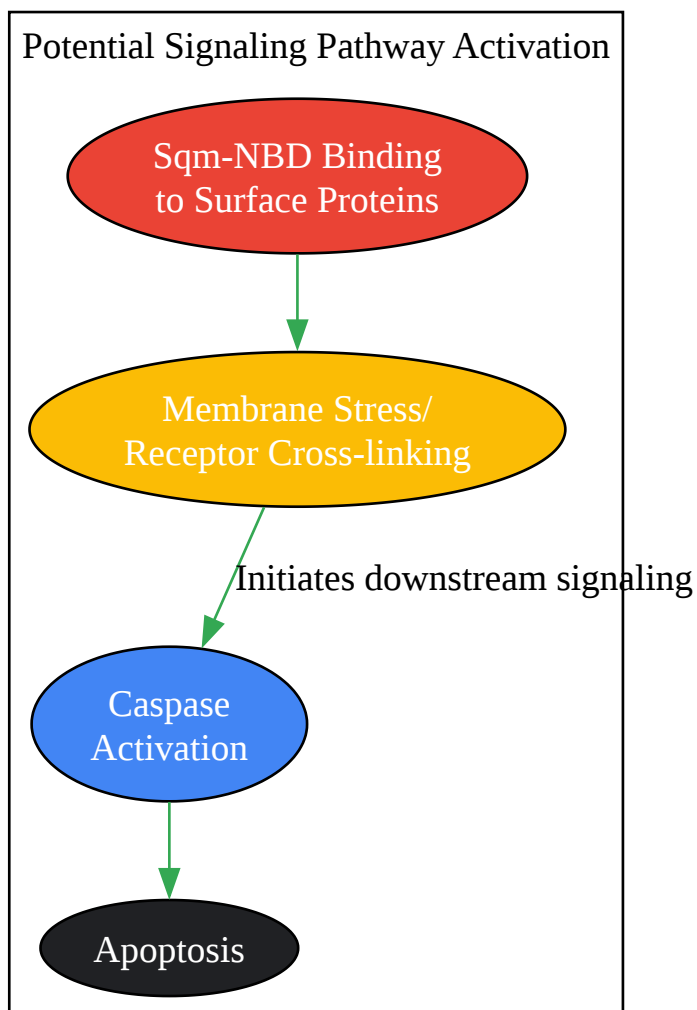 Potential Signaling Pathway Activation
Sqm-NBD Binding
to Surface Proteins
Membrane Stress/
Receptor Cross-linking
Initiates downstream signaling
Caspase
Activation
Apoptosis